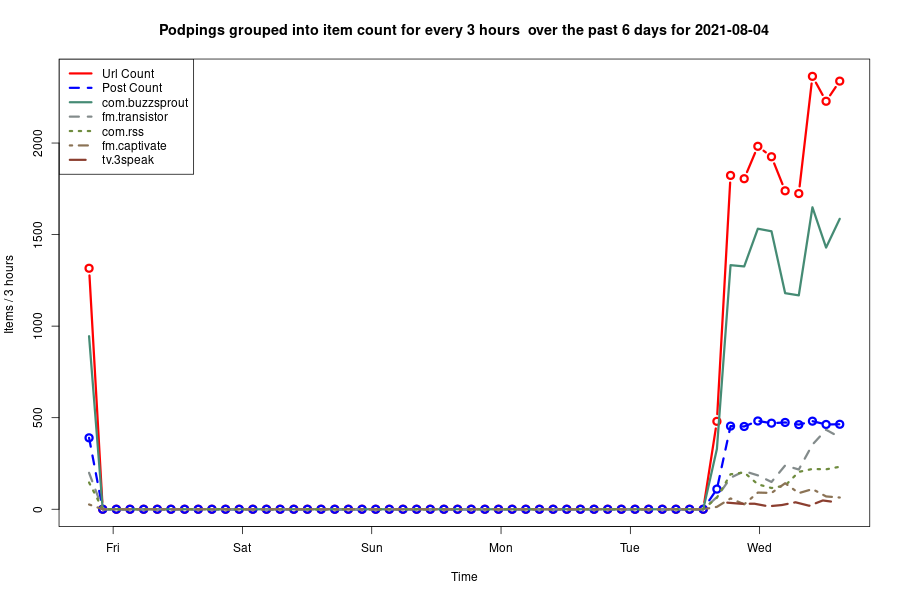 Podpings grouped into item count for every 3 hours  over the past 6 days for 2021-08-04
Url Count
Post Count
com.buzzsprout
fm.transistor
com.rss
fm.captivate
tv.3speak
Items / 3 hours
2000
1500
1000
500
0
Fri Sat Sun Mon Tue Wed
Time